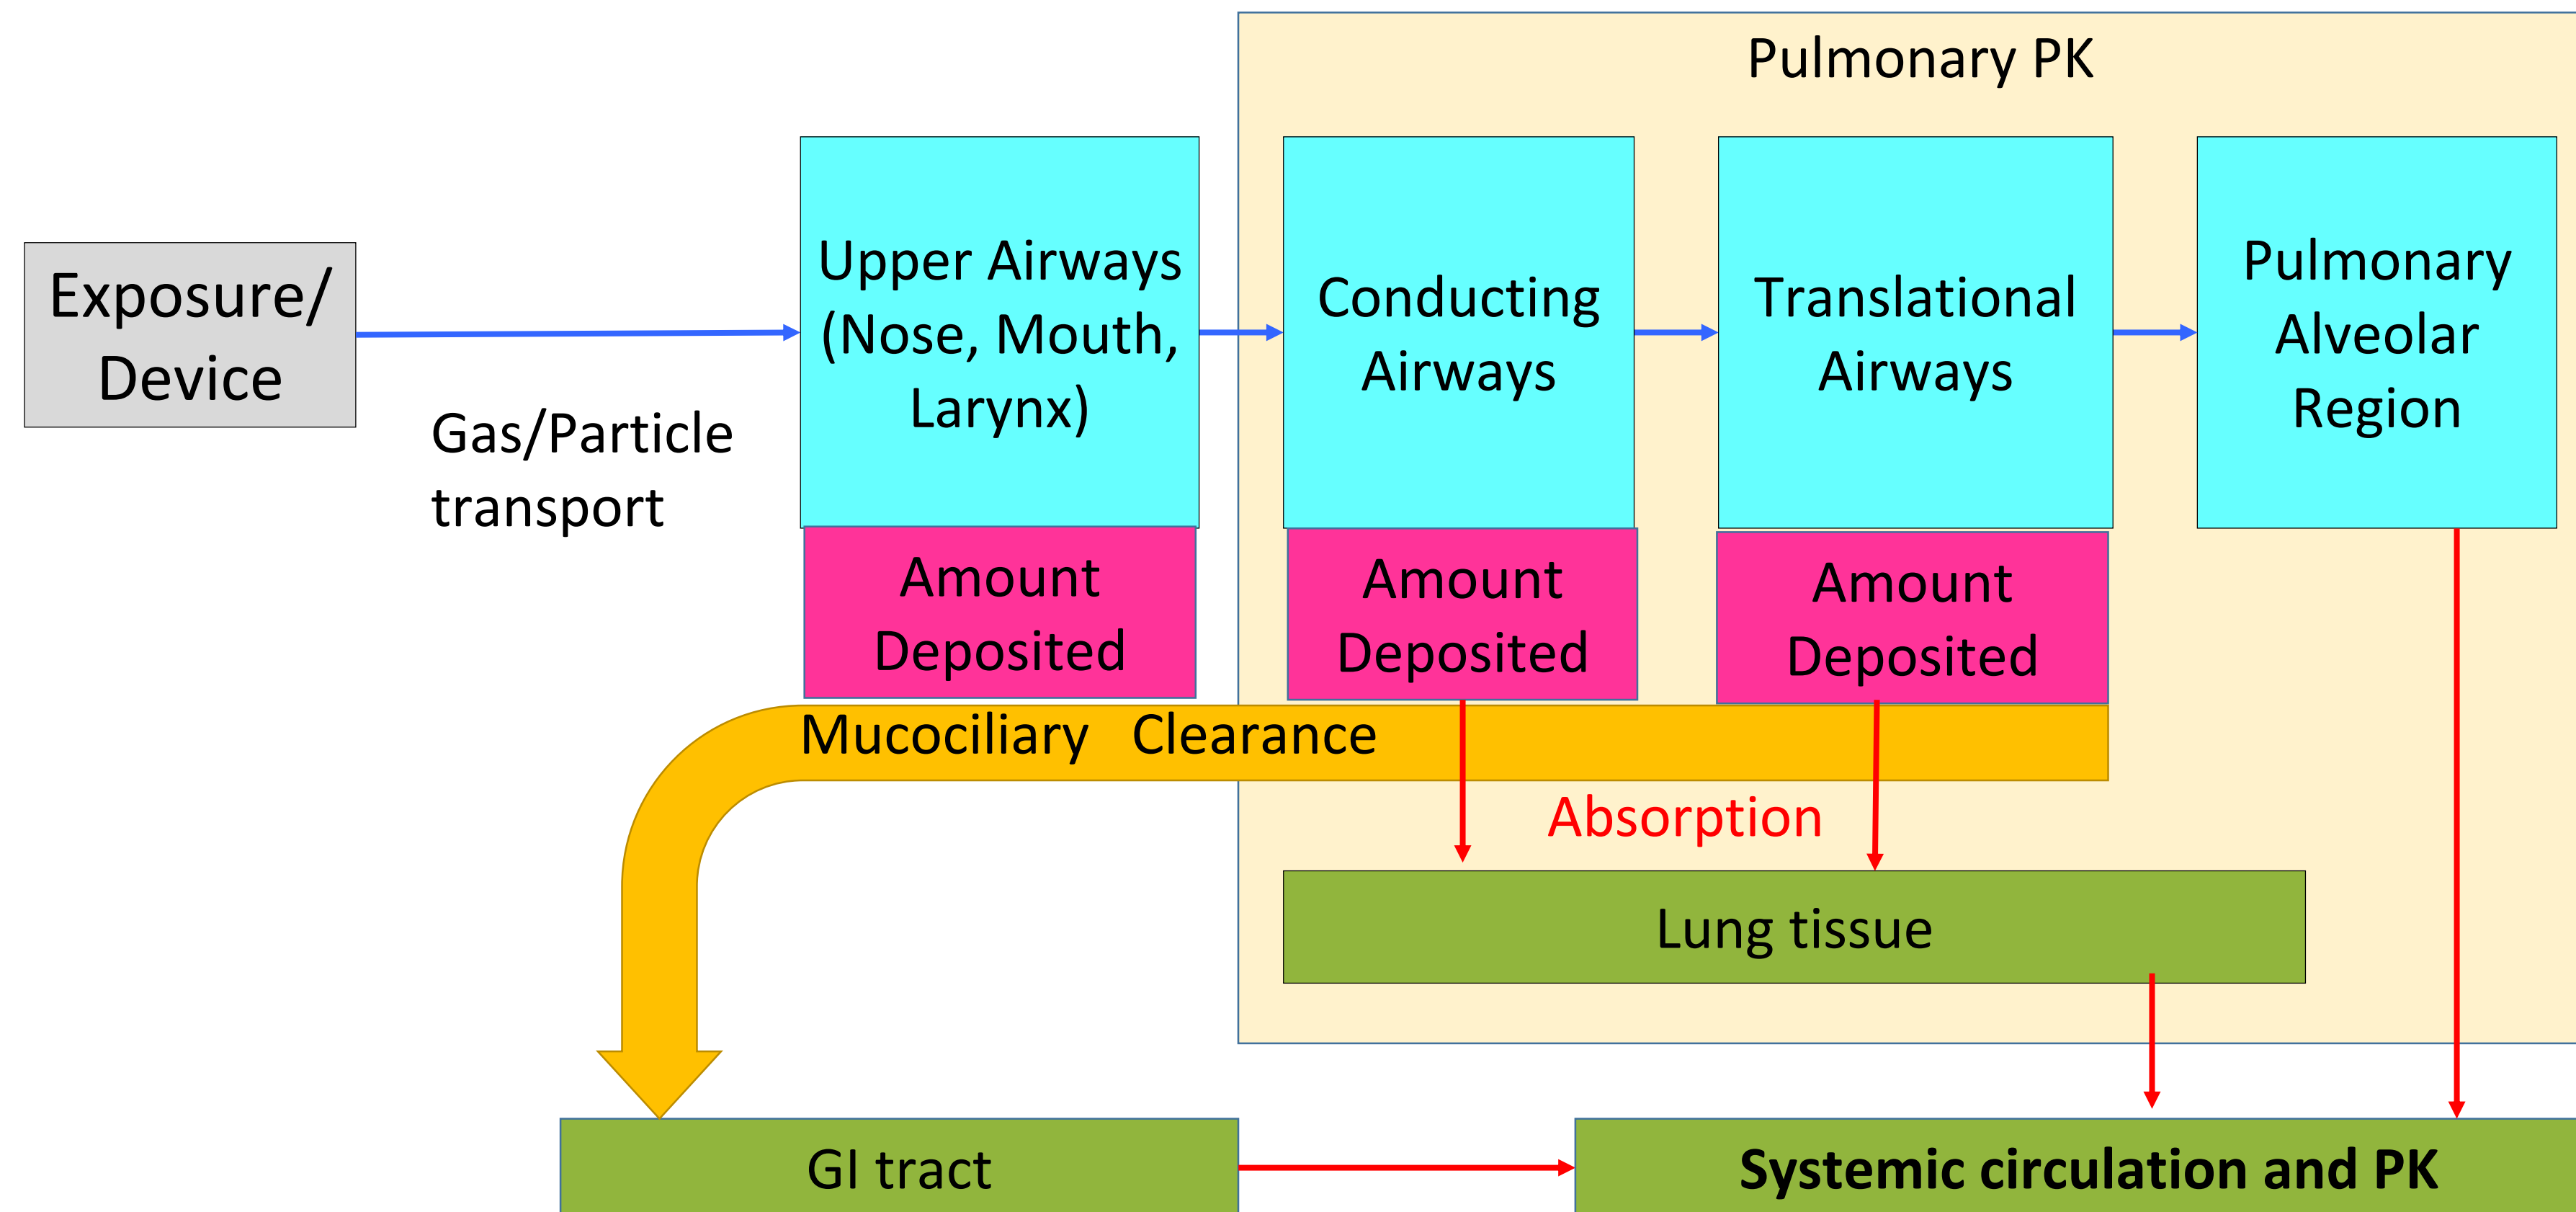 Pulmonary PK
Exposure/
Device
Gas/Particle
transport
Upper Airways
(Nose, Mouth,
Larynx)
Conducting
Airways
Translational
Airways
Pulmonary
Alveolar
Region
Amount
Deposited
Amount
Deposited
Amount
Deposited
Mucociliary Clearance
Absorption
Lung tissue
GI tract
Systemic circulation and PK